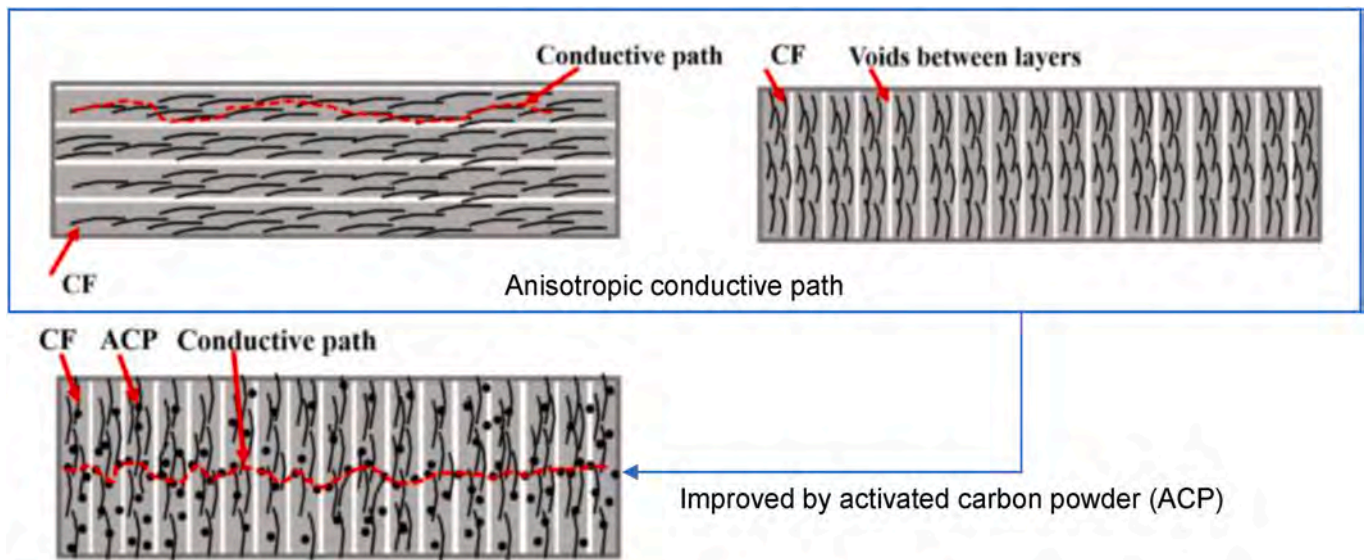 Conductive path
CF
Voids between layers
CF
Anisotropic conductive path
CF
ACP
Conductive path
Improved by activated carbon powder (ACP)